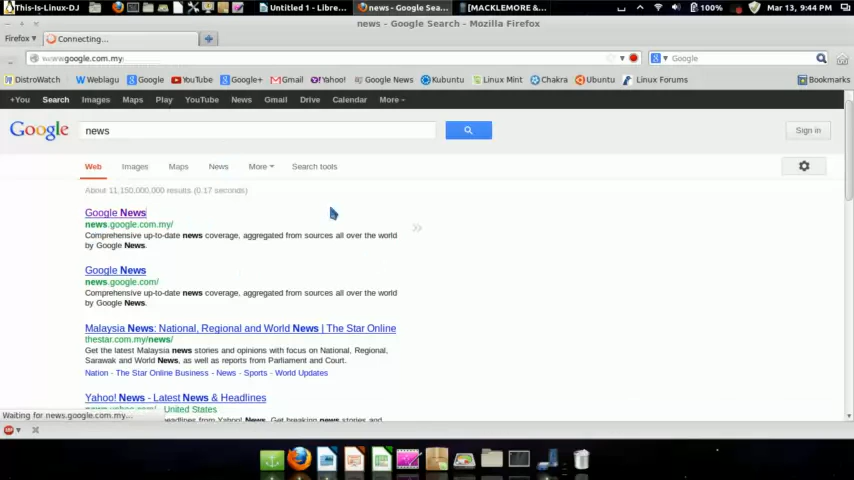 This-Is-Linux-DJ
Untitled 1 - Libre...
news - Google Sea...
[MACKLEMORE &...
100%
Mar 13, 9:44 PM
news - Google Search - Mozilla Firefox
Firefox
Connecting...
www.google.com.my
Google
DistroWatch
Weblagu
Google
YouTube
Google+
Gmail
Yahoo!
Google News
Kubuntu
Linux Mint
Chakra
Ubuntu
Linux Forums
Bookmarks
+You Search Images Maps Play YouTube News Gmail Drive Calendar More
Google
news
Sign in
Web Images Maps News More Search tools
About 11,150,000,000 results (0.17 seconds)
Google News
news.google.com.my/
Comprehensive up-to-date news coverage, aggregated from sources all over the world
by Google News.
Google News
news.google.com/
Comprehensive up-to-date news coverage, aggregated from sources all over the world
by Google News.
Malaysia News: National, Regional and World News | The Star Online
thestar.com.my/news/
Get the latest Malaysia news stories and opinions with focus on National, Regional,
Sarawak and World News, as well as reports from Parliament and Court.
Nation - The Star Online Business - News - Sports - World Updates
Yahoo! News - Latest News & Headlines
United States
Waiting for news.google.com.my...
headlines from Yahoo! News. Get breaking news stories and